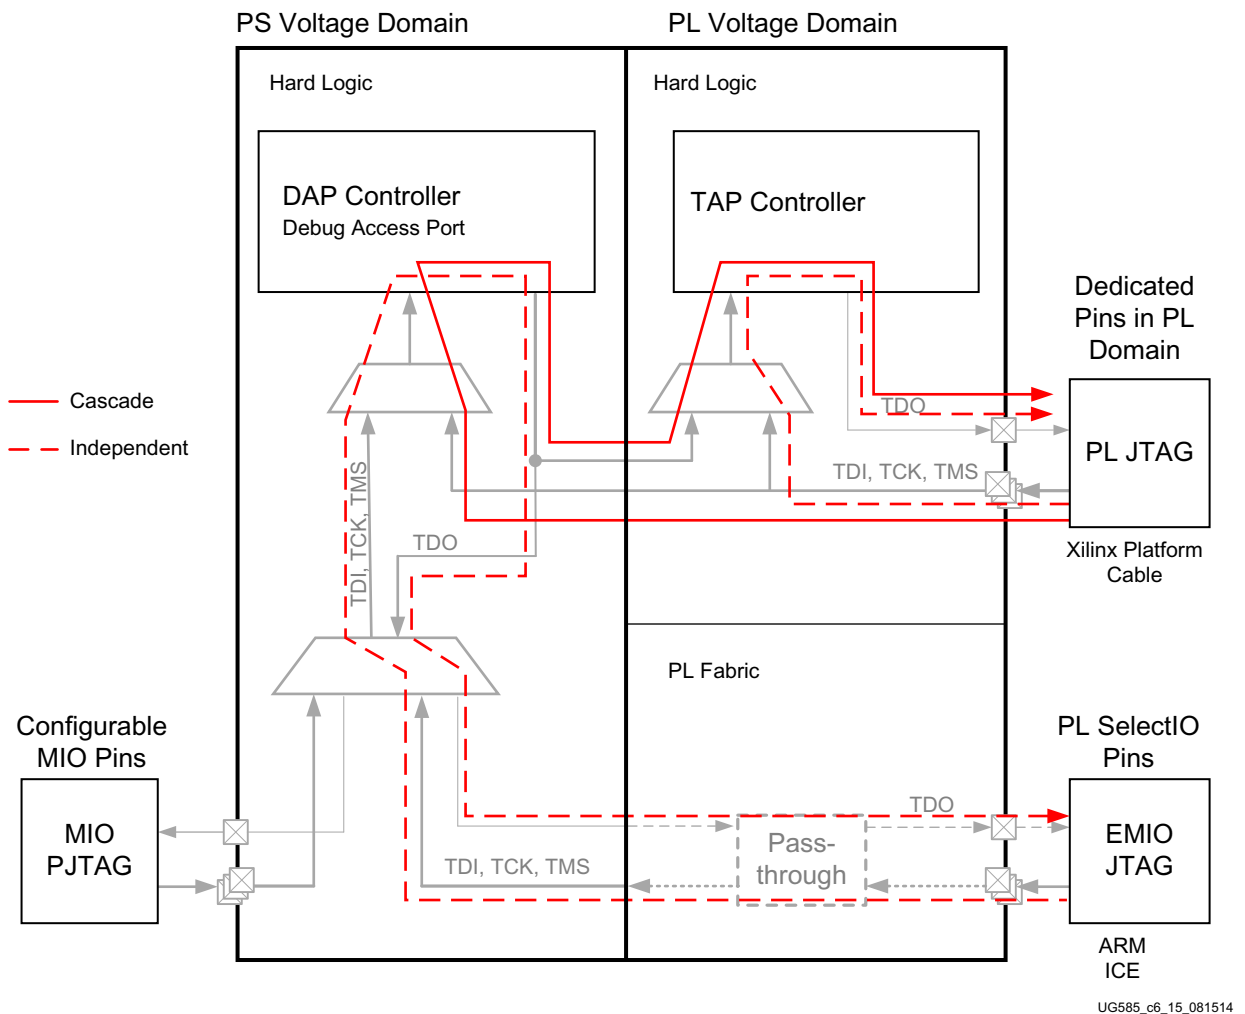 PS Voltage Domain
PL Voltage Domain
Hard Logic
Hard Logic
DAP Controller
Debug Access Port
TAP Controller
Dedicated
Pins in PL
Domain
Cascade
Independent
TDO
PL JTAG
TDI, TCK, TMS
TDI, TCK, TMS
TDO
Xilinx Platform
Cable
PL Fabric
Configurable
MIO Pins
PL SelectIO
Pins
MIO
PJTAG
TDO
Pass-
through
EMIO
JTAG
TDI, TCK, TMS
ARM
ICE
UG585_c6_15_081514